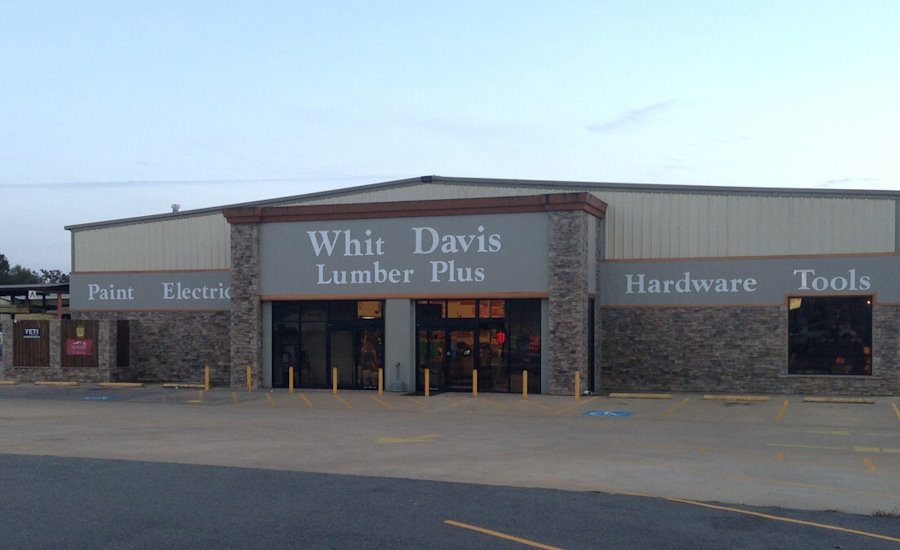 Whit Davis
Lumber Plus
Paint Electric
Hardware Tools
YETI